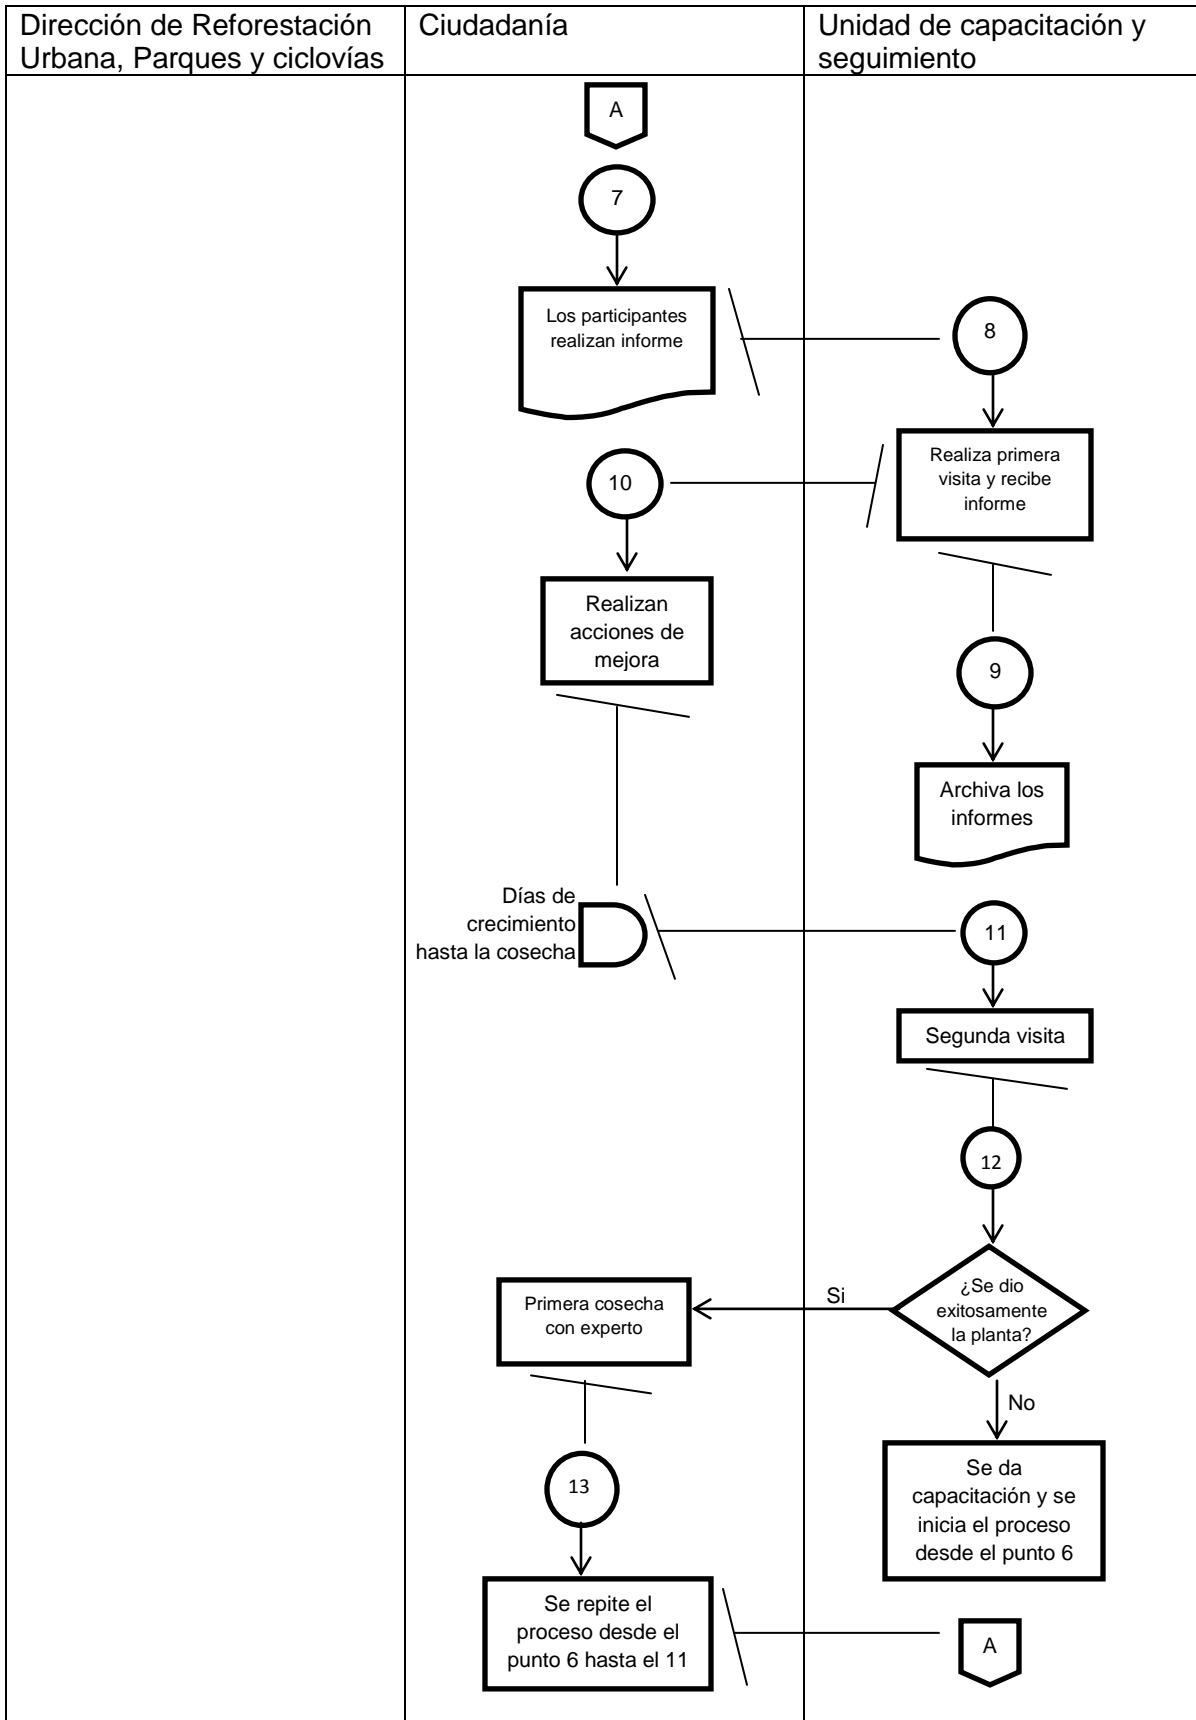 Dirección de Reforestación
Urbana, Parques y ciclovías
Ciudadanía
Unidad de capacitación y
seguimiento
A
7
Los participantes
realizan informe
8
Realiza primera
visita y recibe
informe
10
Realizan
acciones de
mejora
9
Archiva los
informes
Días de
crecimiento
hasta la cosecha
11
Segunda visita
12
¿Se dio
exitosamente
la planta?
Si
Primera cosecha
con experto
No
Se da
capacitación y se
inicia el proceso
desde el punto 6
13
Se repite el
proceso desde el
punto 6 hasta el 11
A